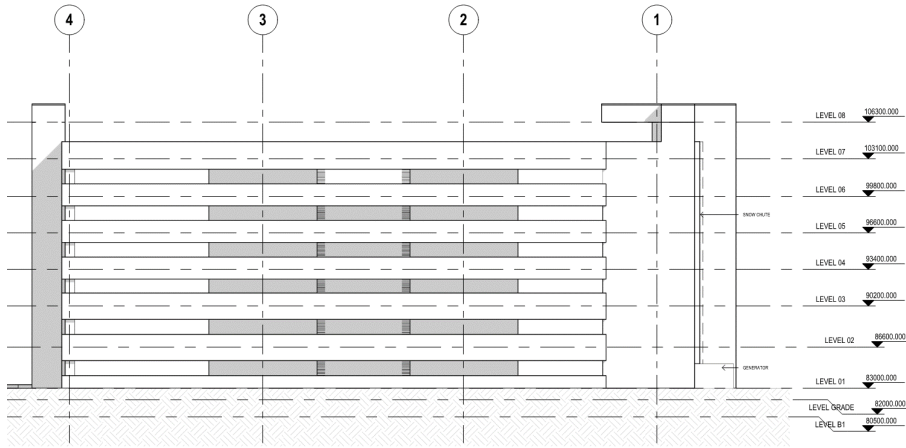 4 3 2 1
LEVEL 08 106300.000
LEVEL 07 103100.000
LEVEL 06 99800.000
SNOW CHUTE
LEVEL 05 96600.000
LEVEL 04 93400.000
LEVEL 03 90200.000
LEVEL 02 86600.000
GENERATOR
LEVEL 01 83000.000
LEVEL GRADE 82000.000
LEVEL B1 80500.000